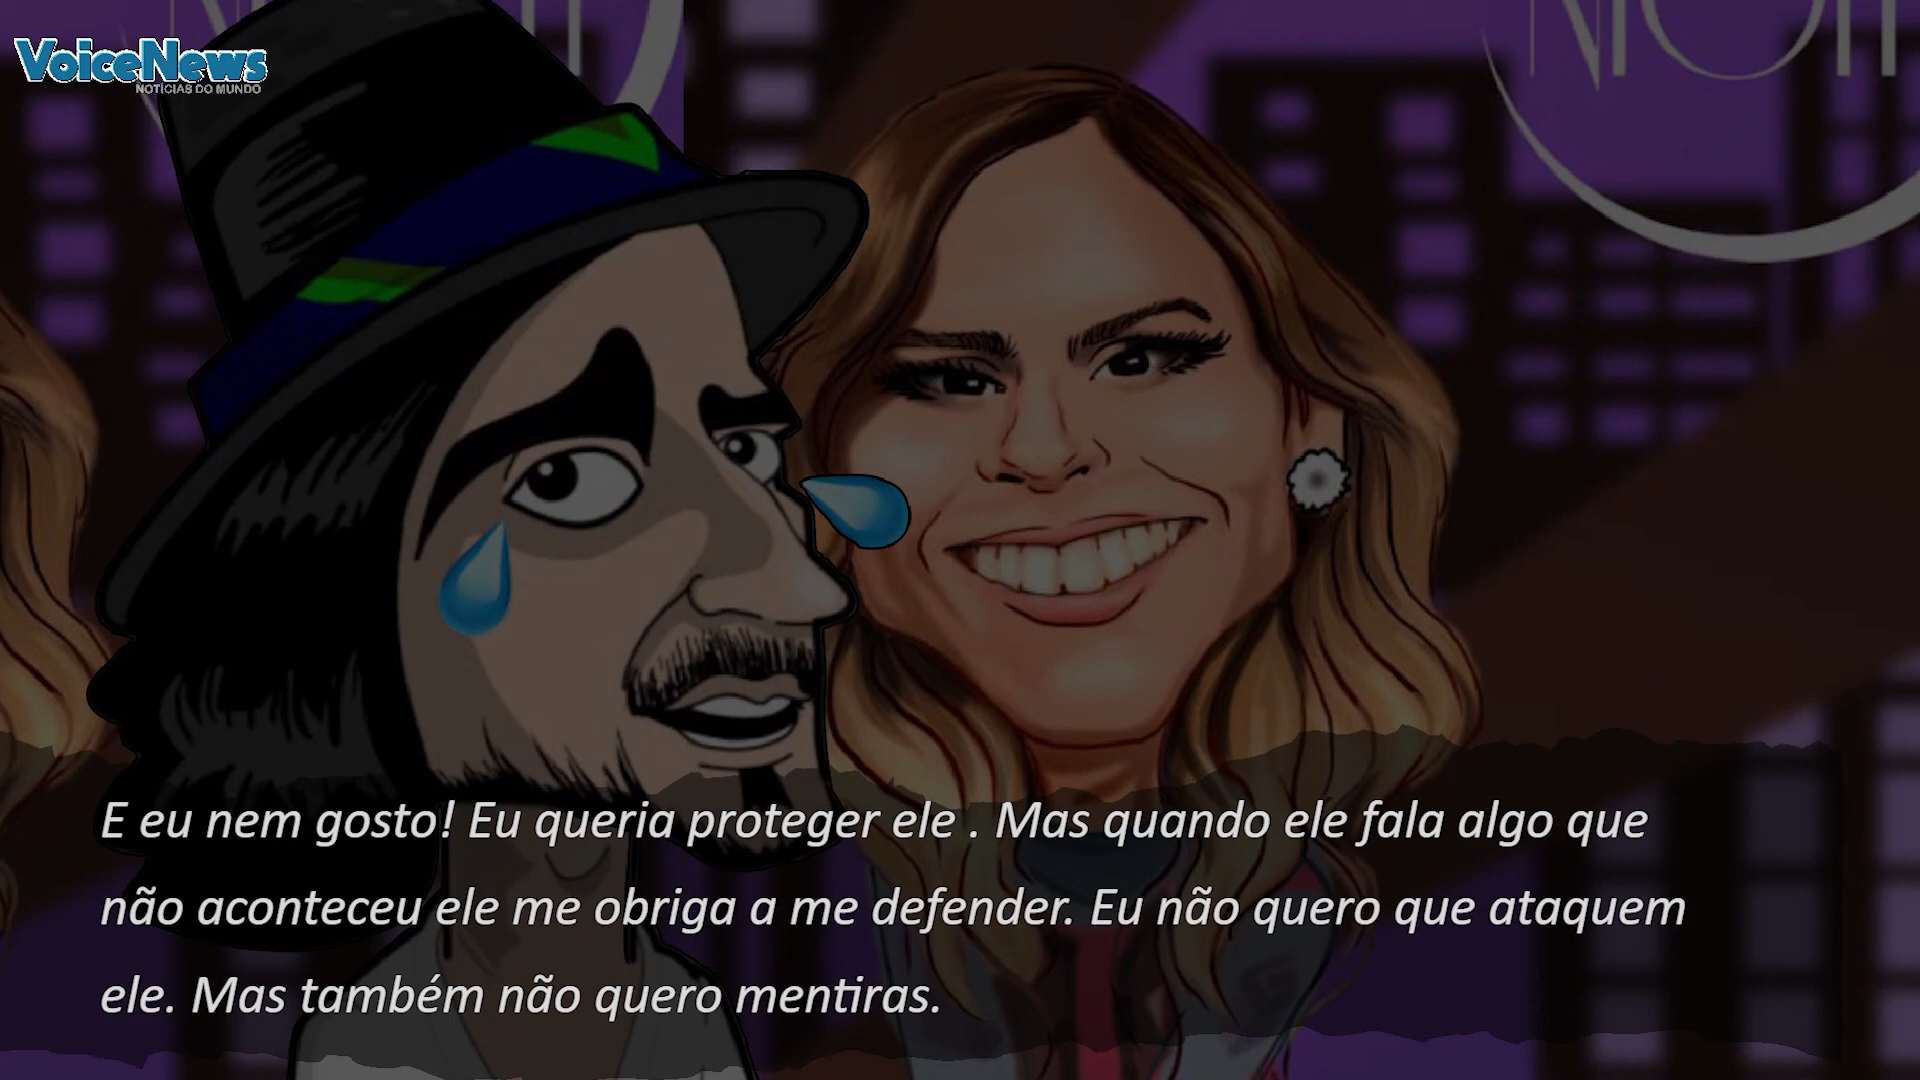 VoiceNews
NOTÍCIAS DO MUNDO
E eu nem gosto! Eu queria proteger ele . Mas quando ele fala algo que
não aconteceu ele me obriga a me defender. Eu não quero que ataquem
ele. Mas também não quero mentiras.